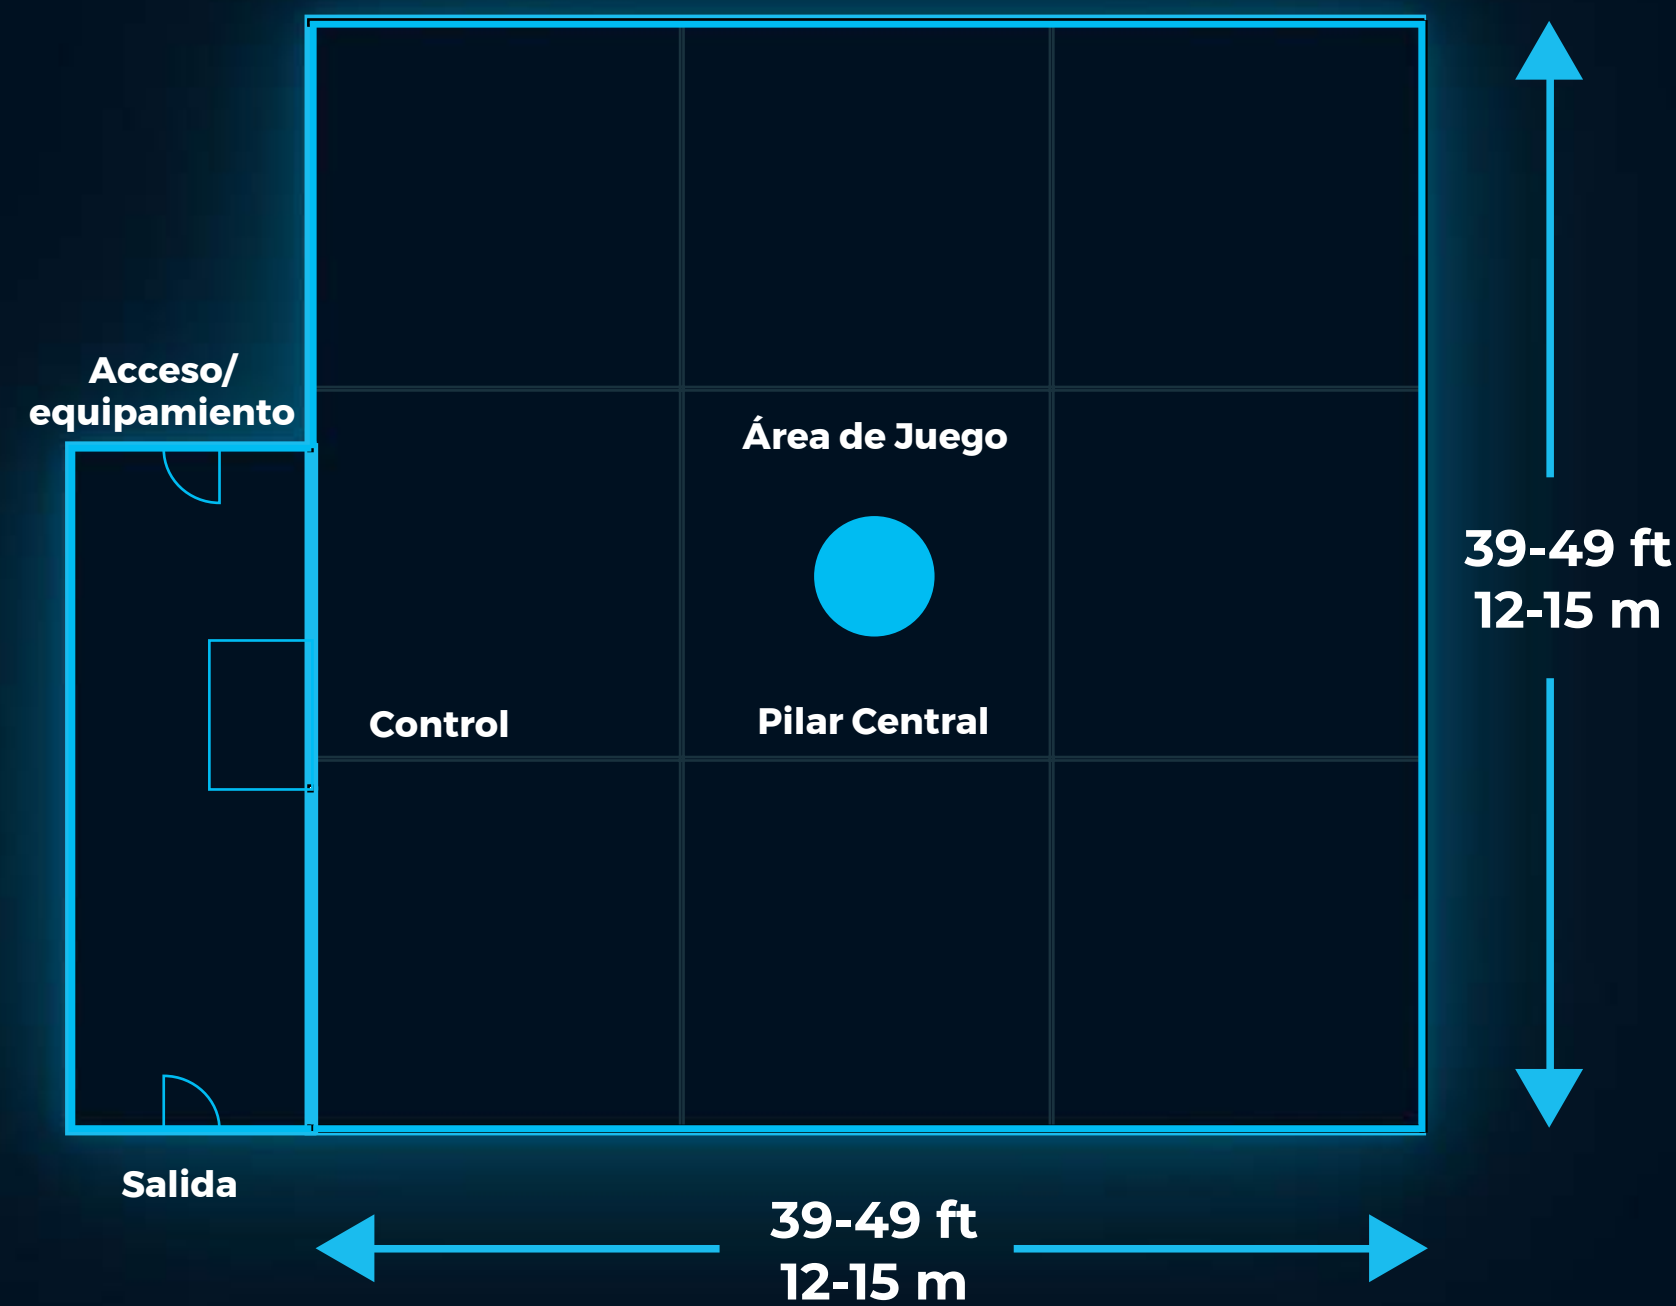 Acceso/
equipamiento
Área de Juego
39-49 ft
12-15 m
Control
Pilar Central
Salida
39-49 ft
12-15 m